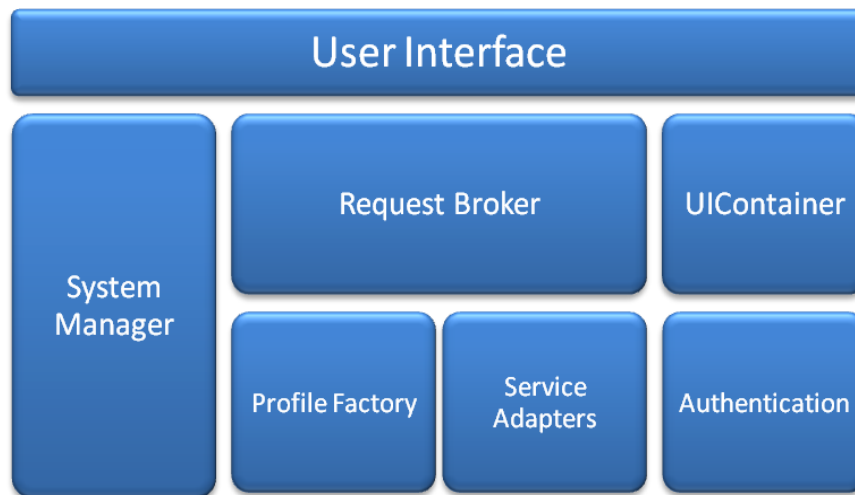 User Interface
Request Broker
UIContainer
System
Manager
Profile Factory
Service
Adapters
Authentication